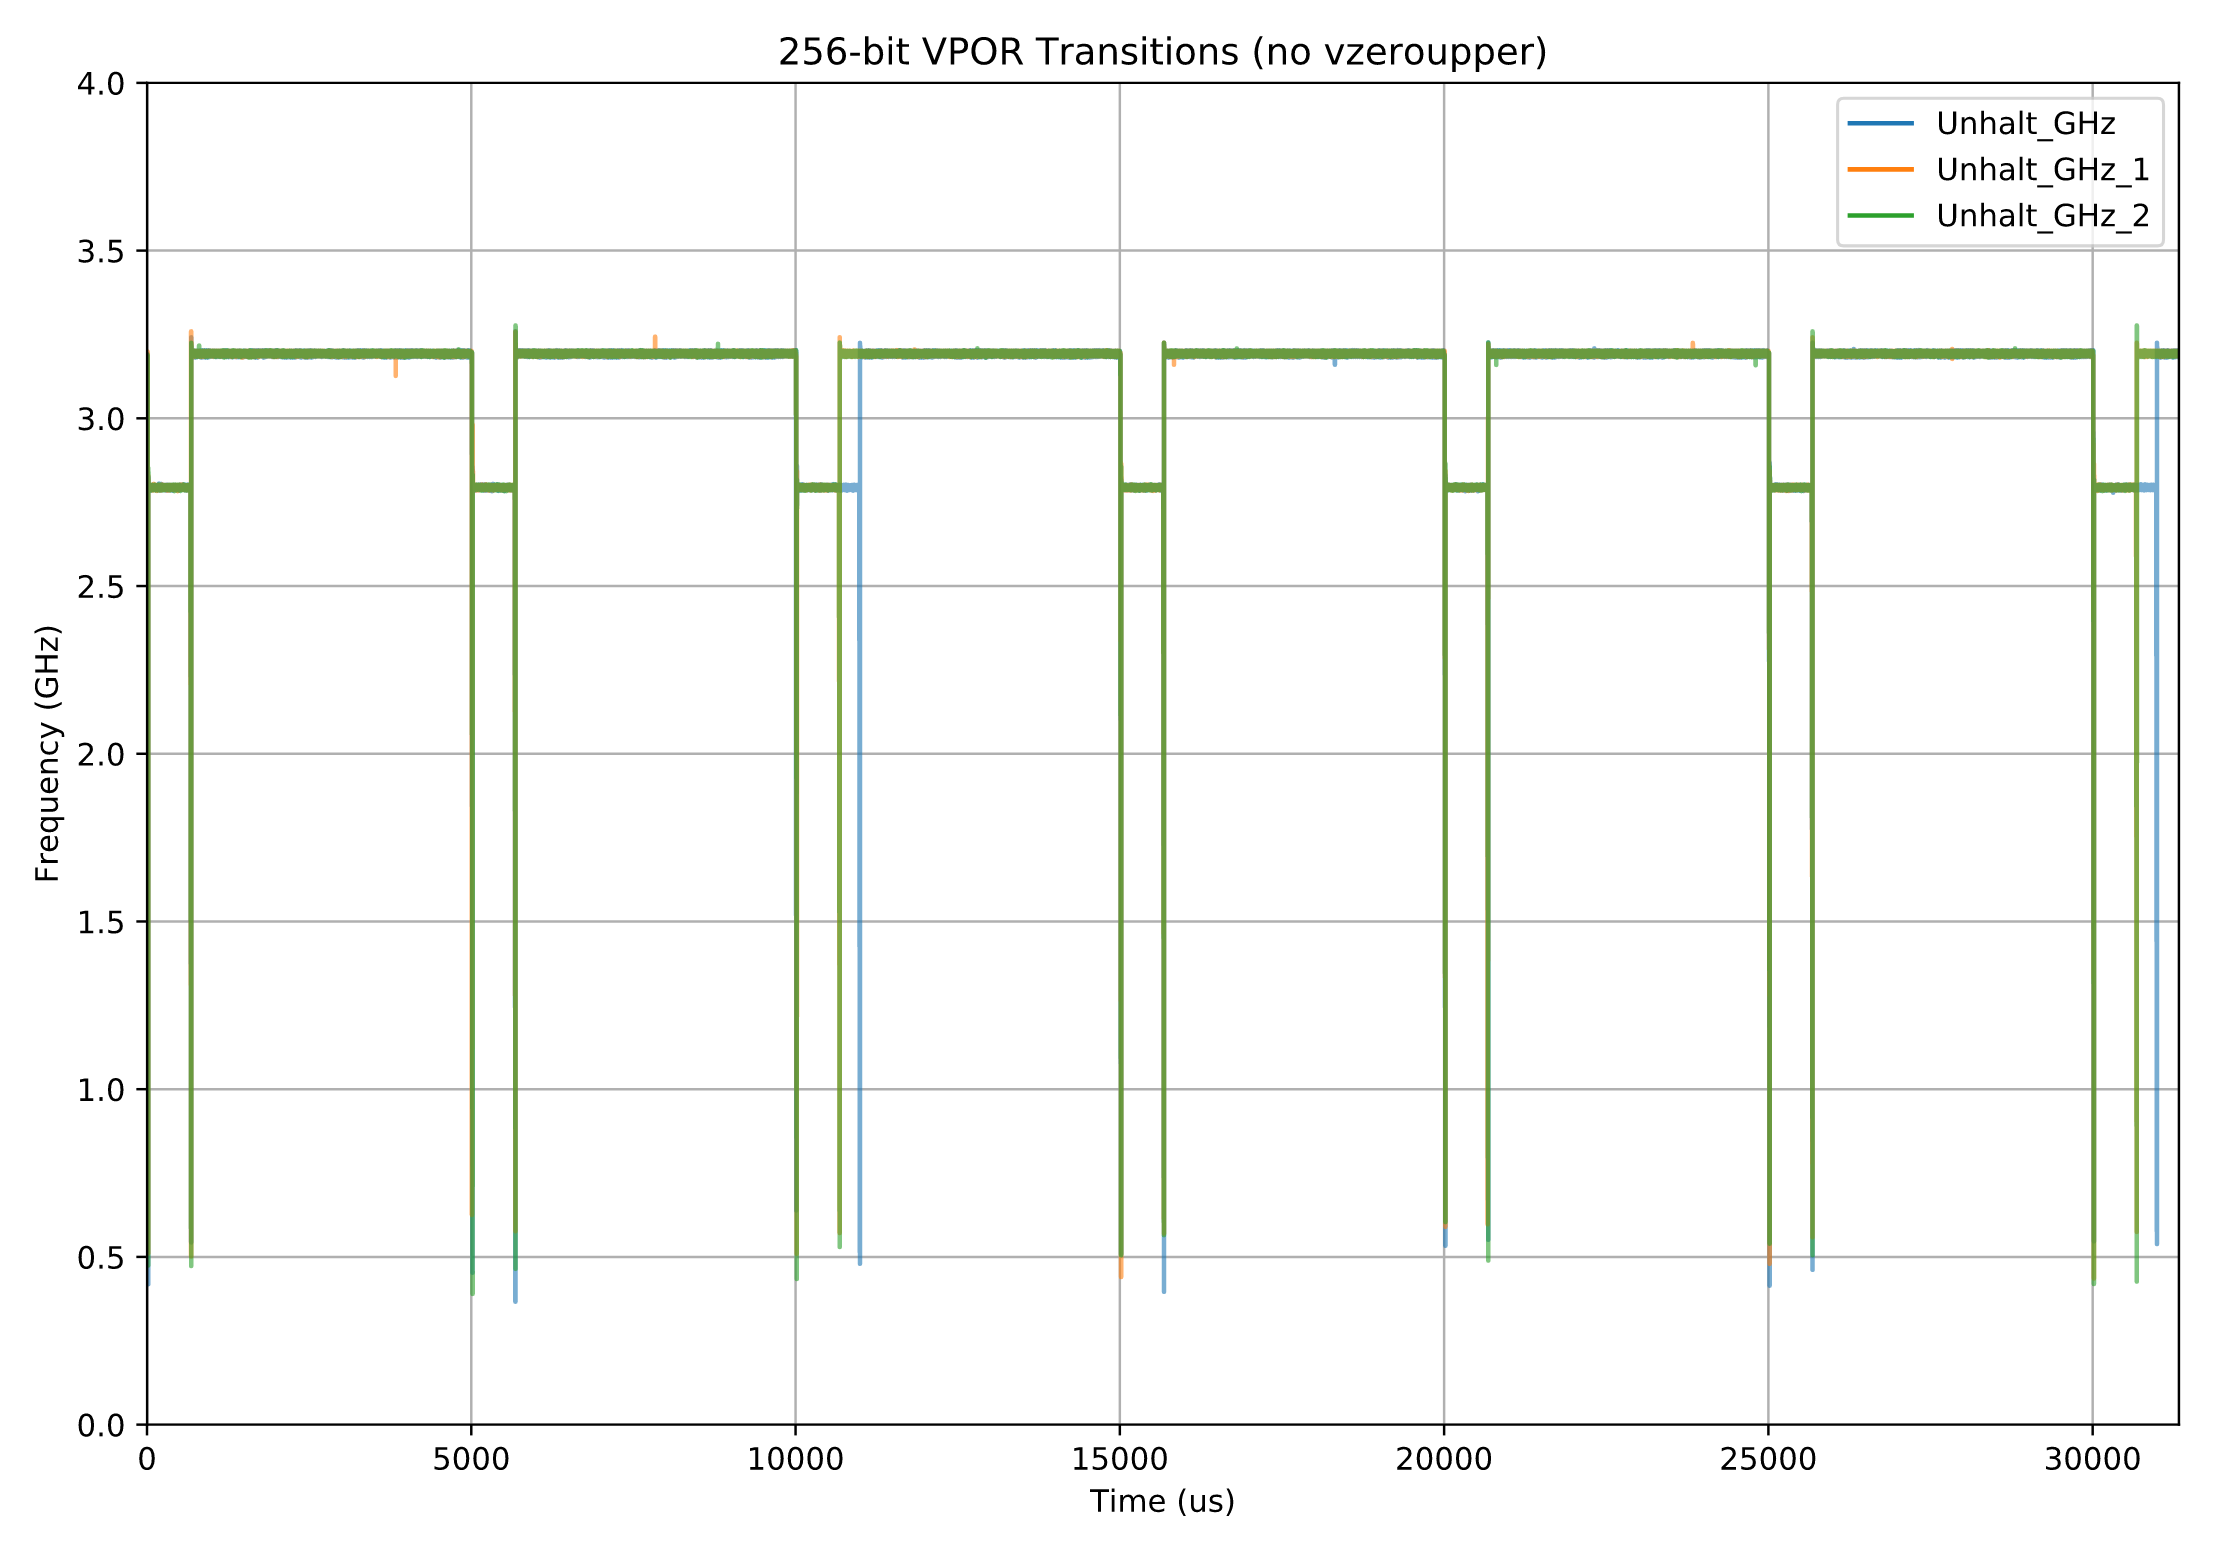 256-bit VPOR Transitions (no vzeroupper)
4.0
3.5
3.0
2.5
2.0
1.5
1.0
0.5
0.0
Frequency (GHz)
Unhalt_GHz
Unhalt_GHz_1
Unhalt_GHz_2
0 5000 10000 15000 20000 25000 30000
Time (us)